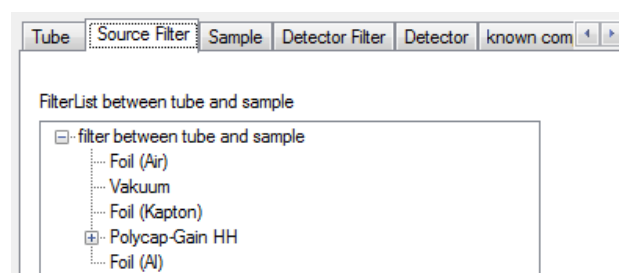 Tube Source Filter Sample Detector Filter Detector known com
FilterList between tube and sample
filter between tube and sample
Foil (Air)
Vakuum
Foil (Kapton)
Polycap-Gain HH
Foil (Al)